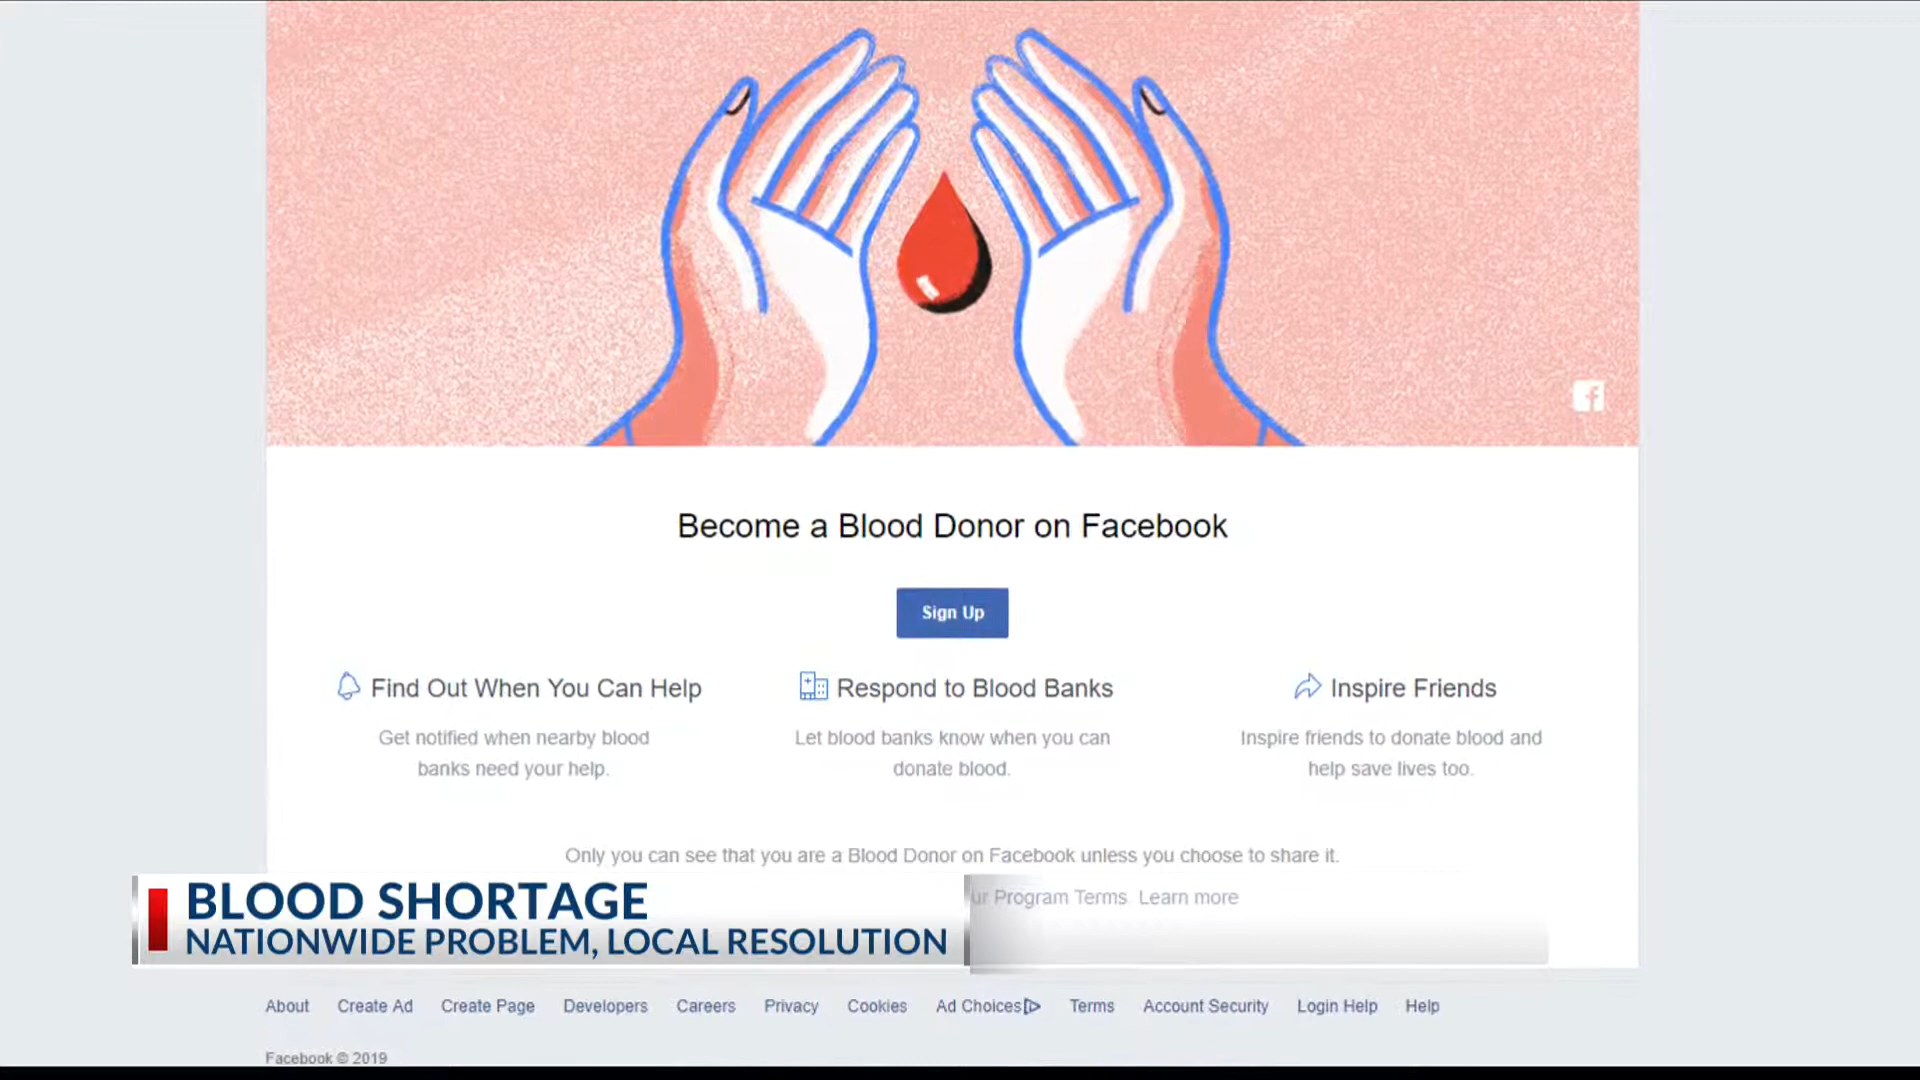 Become a Blood Donor on Facebook
Sign Up
Find Out When You Can Help
Get notified when nearby blood
banks need your help.
Respond to Blood Banks
Let blood banks know when you can
donate blood.
Inspire Friends
Inspire friends to donate blood and
help save lives too.
Only you can see that you are a Blood Donor on Facebook unless you choose to share it.
Program Terms. Learn more
BLOOD SHORTAGE
NATIONWIDE PROBLEM, LOCAL RESOLUTION
About Create Ad Create Page Developers Careers Privacy Cookies Ad Choices Terms Account Security Login Help Help
Facebook © 2019